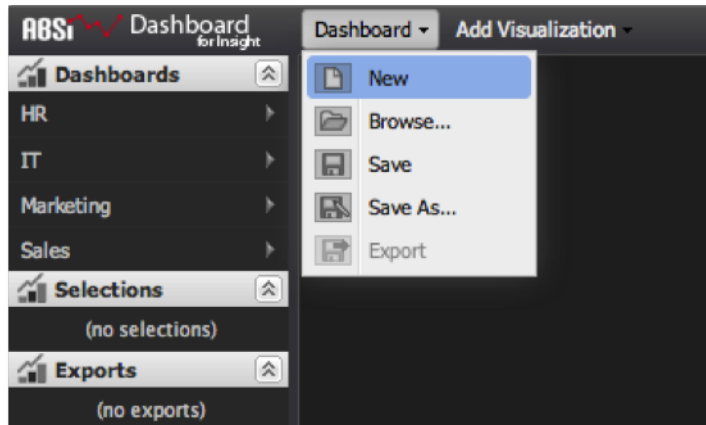 ABSi Dashboard
for Insight
Dashboard
Add Visualization
Dashboards
HR
IT
Marketing
Sales
Selections
(no selections)
Exports
(no exports)
New
Browse...
Save
Save As...
Export